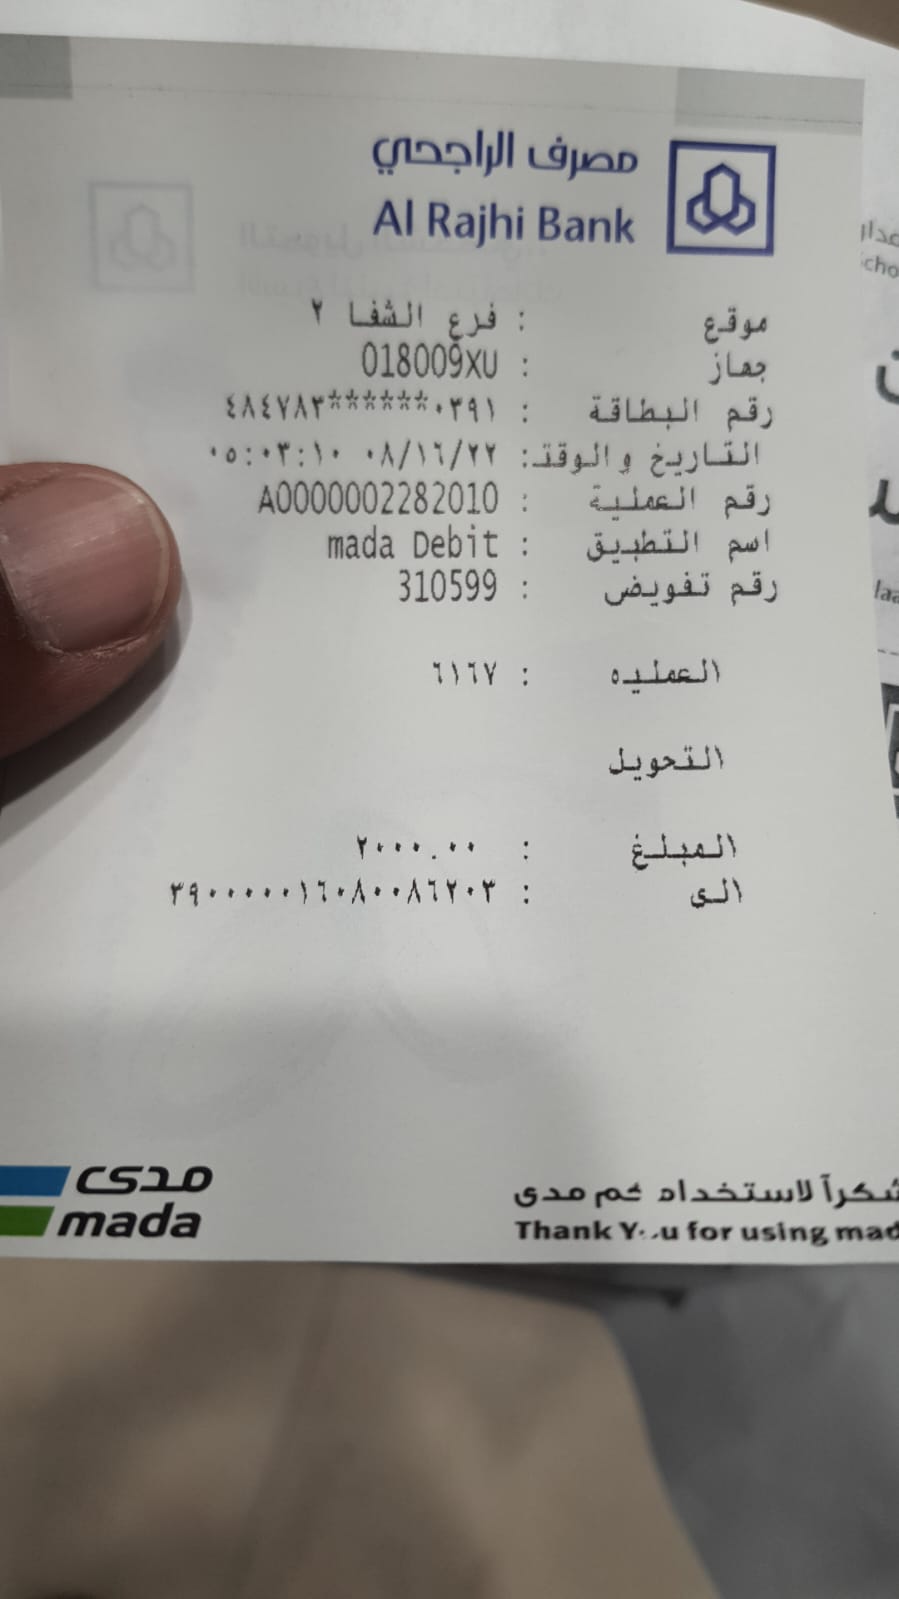 مصرف الراجحي
Al Rajhi Bank
موقع : فرع الشفا ٢
جهاز : 018009XU
رقم البطاقة : ٤٨٤٧٨٣******٠٣٩١
التاريخ والوقت: ٠٨/١٦/٢٢ ٠٥:٠٣:١٠
رقم العملية : A0000002282010
اسم التطبيق : mada Debit
رقم تفويض : 310599
العمليه : ٦١٦٧
التحويل
المبلغ : ٢٠٠٠.٠٠
الى : ٣٩٠٠٠٠٠١٦٠٨٠٠٨٦٢٠٣
مدى
mada
شكراً لاستخدامكم مدى
Thank You for using mad